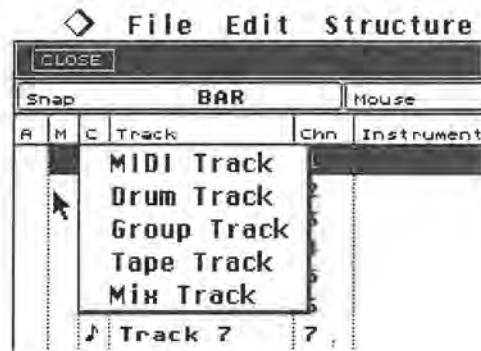 File Edit Structure
CLOSE
Snap BAR Mouse
A M C Track Chn Instrument
MIDI Track
Drum Track
Group Track
Tape Track
Mix Track
♪ Track 7 7